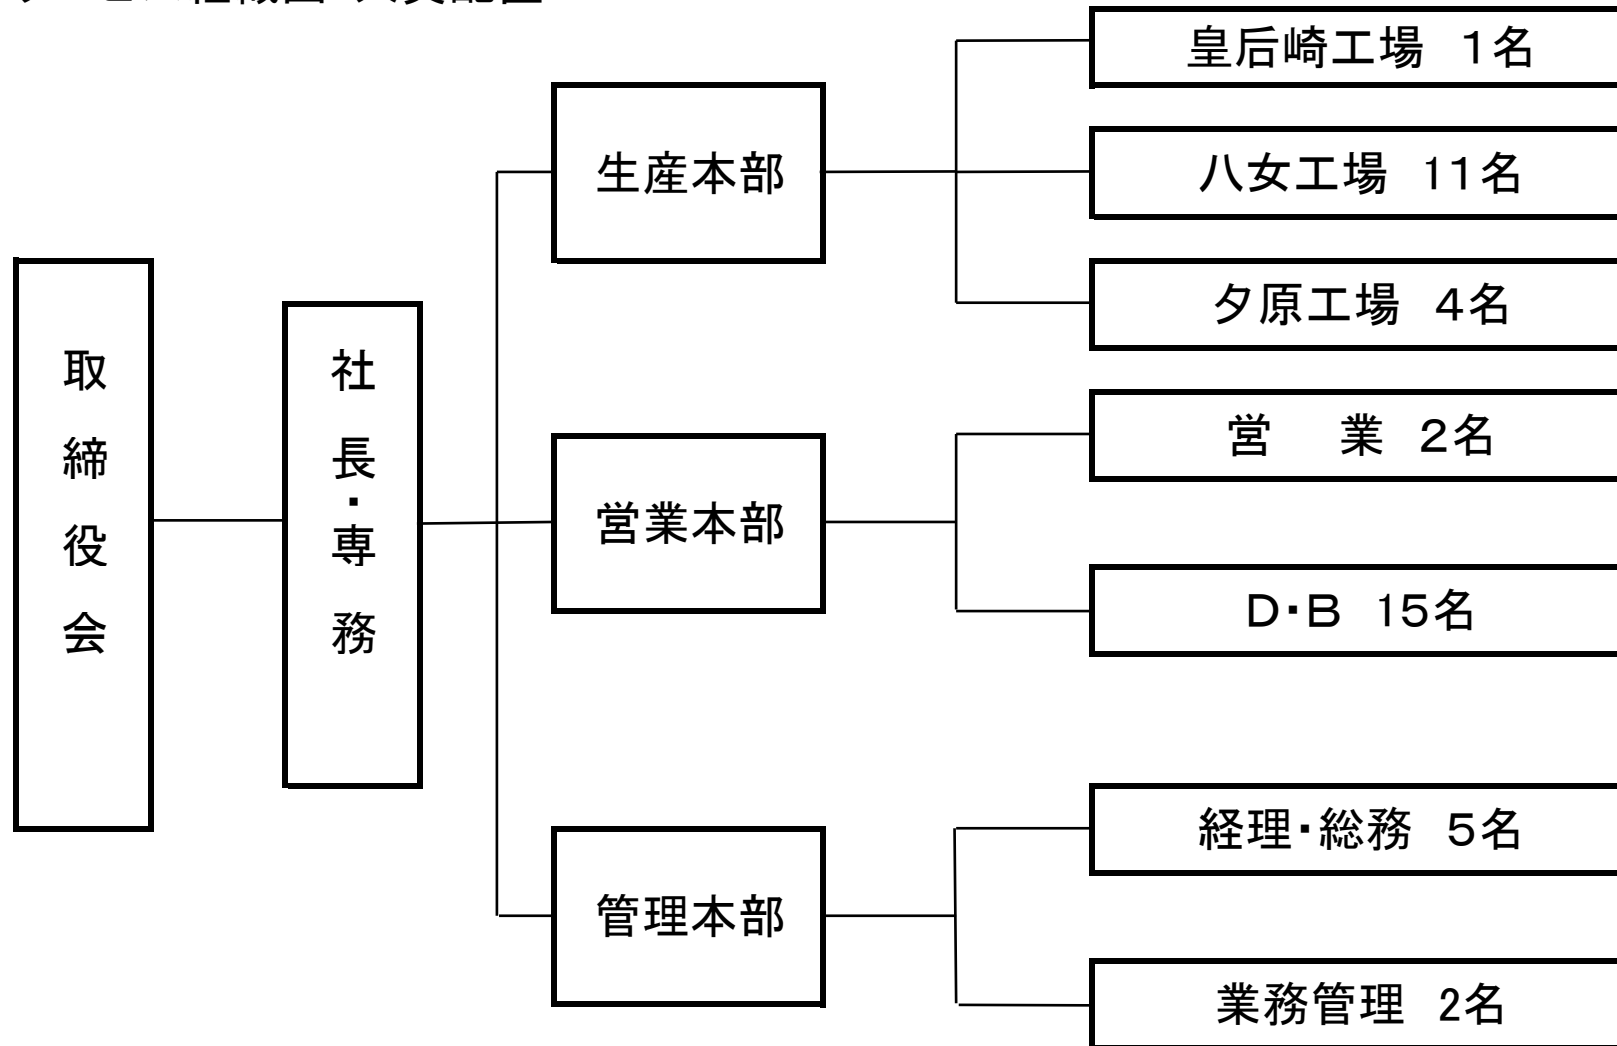 皇后崎工場 1名
生産本部
八女工場 11名
夕原工場 4名
取締役会
社長・専務
営業本部
営 業 2名
D・B 15名
管理本部
経理・総務 5名
業務管理 2名